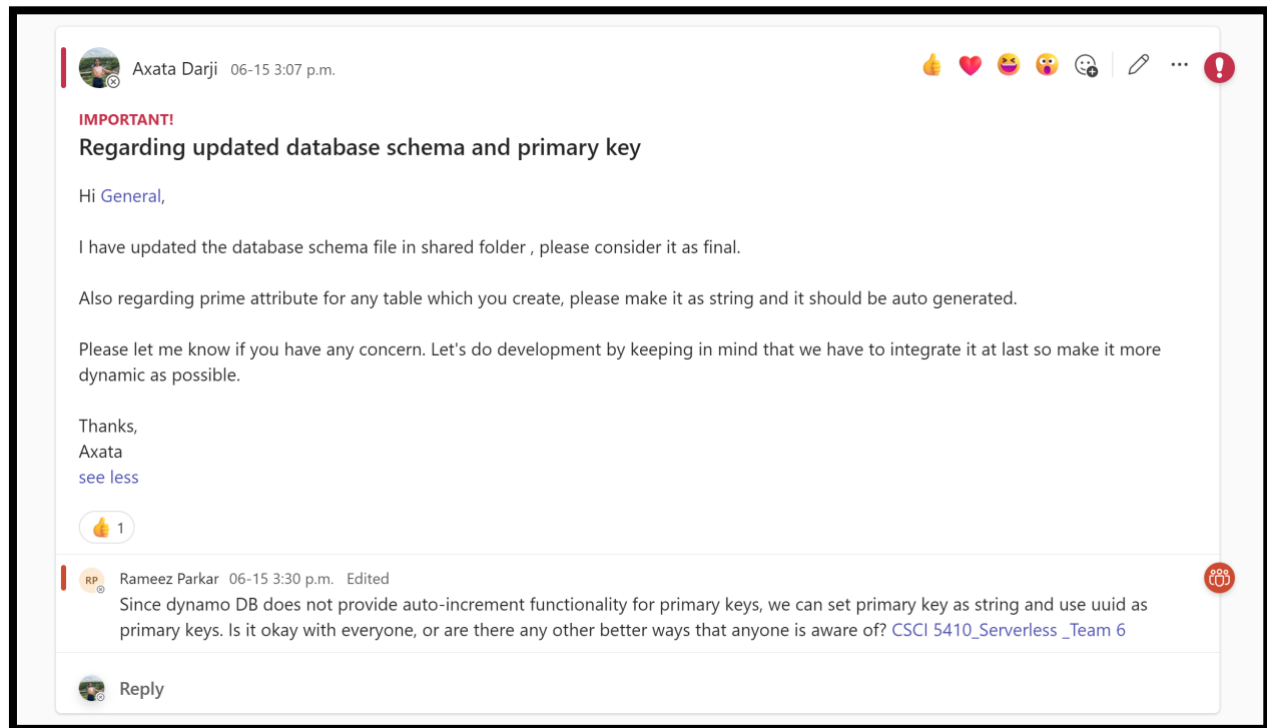 Axata Darji 06-15 3:07 p.m.
IMPORTANT!
Regarding updated database schema and primary key
Hi General,
I have updated the database schema file in shared folder , please consider it as final.
Also regarding prime attribute for any table which you create, please make it as string and it should be auto generated.
Please let me know if you have any concern. Let's do development by keeping in mind that we have to integrate it at last so make it more
dynamic as possible.
Thanks,
Axata
see less
1
RP Rameez Parkar 06-15 3:30 p.m. Edited
Since dynamo DB does not provide auto-increment functionality for primary keys, we can set primary key as string and use uuid as
primary keys. Is it okay with everyone, or are there any other better ways that anyone is aware of? CSCI 5410_Serverless _Team 6
Reply